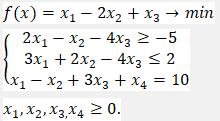 f(x) = x₁ − 2x₂ + x₃ → min
2x₁ − x₂ − 4x₃ ≥ −5
3x₁ + 2x₂ − 4x₃ ≤ 2
x₁ − x₂ + 3x₃ + x₄ = 10
x₁, x₂, x₃, x₄ ≥ 0.